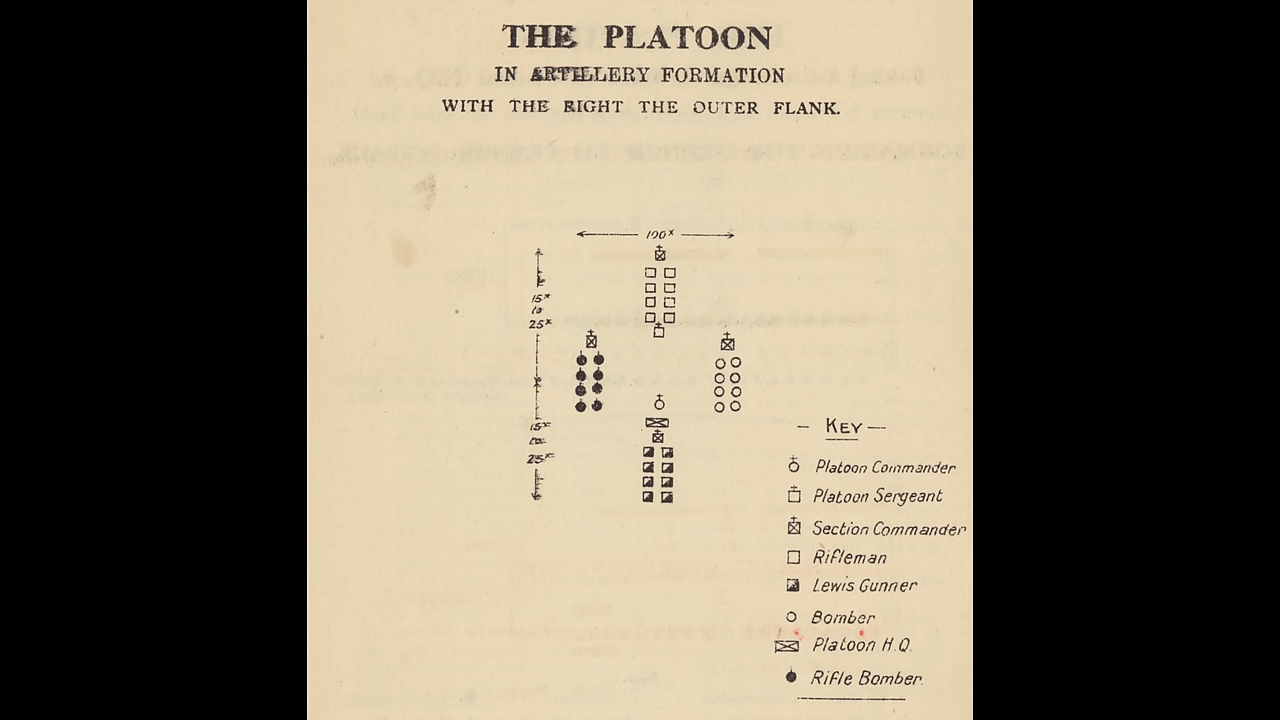 THE PLATOON
IN ARTILLERY FORMATION
WITH THE RIGHT THE OUTER FLANK.
100ˣ
15ˣ
to
25ˣ
15ˣ
to
25ˣ
— KEY —
Platoon Commander
Platoon Sergeant
Section Commander
Rifleman
Lewis Gunner
Bomber
Platoon H.Q.
Rifle Bomber.